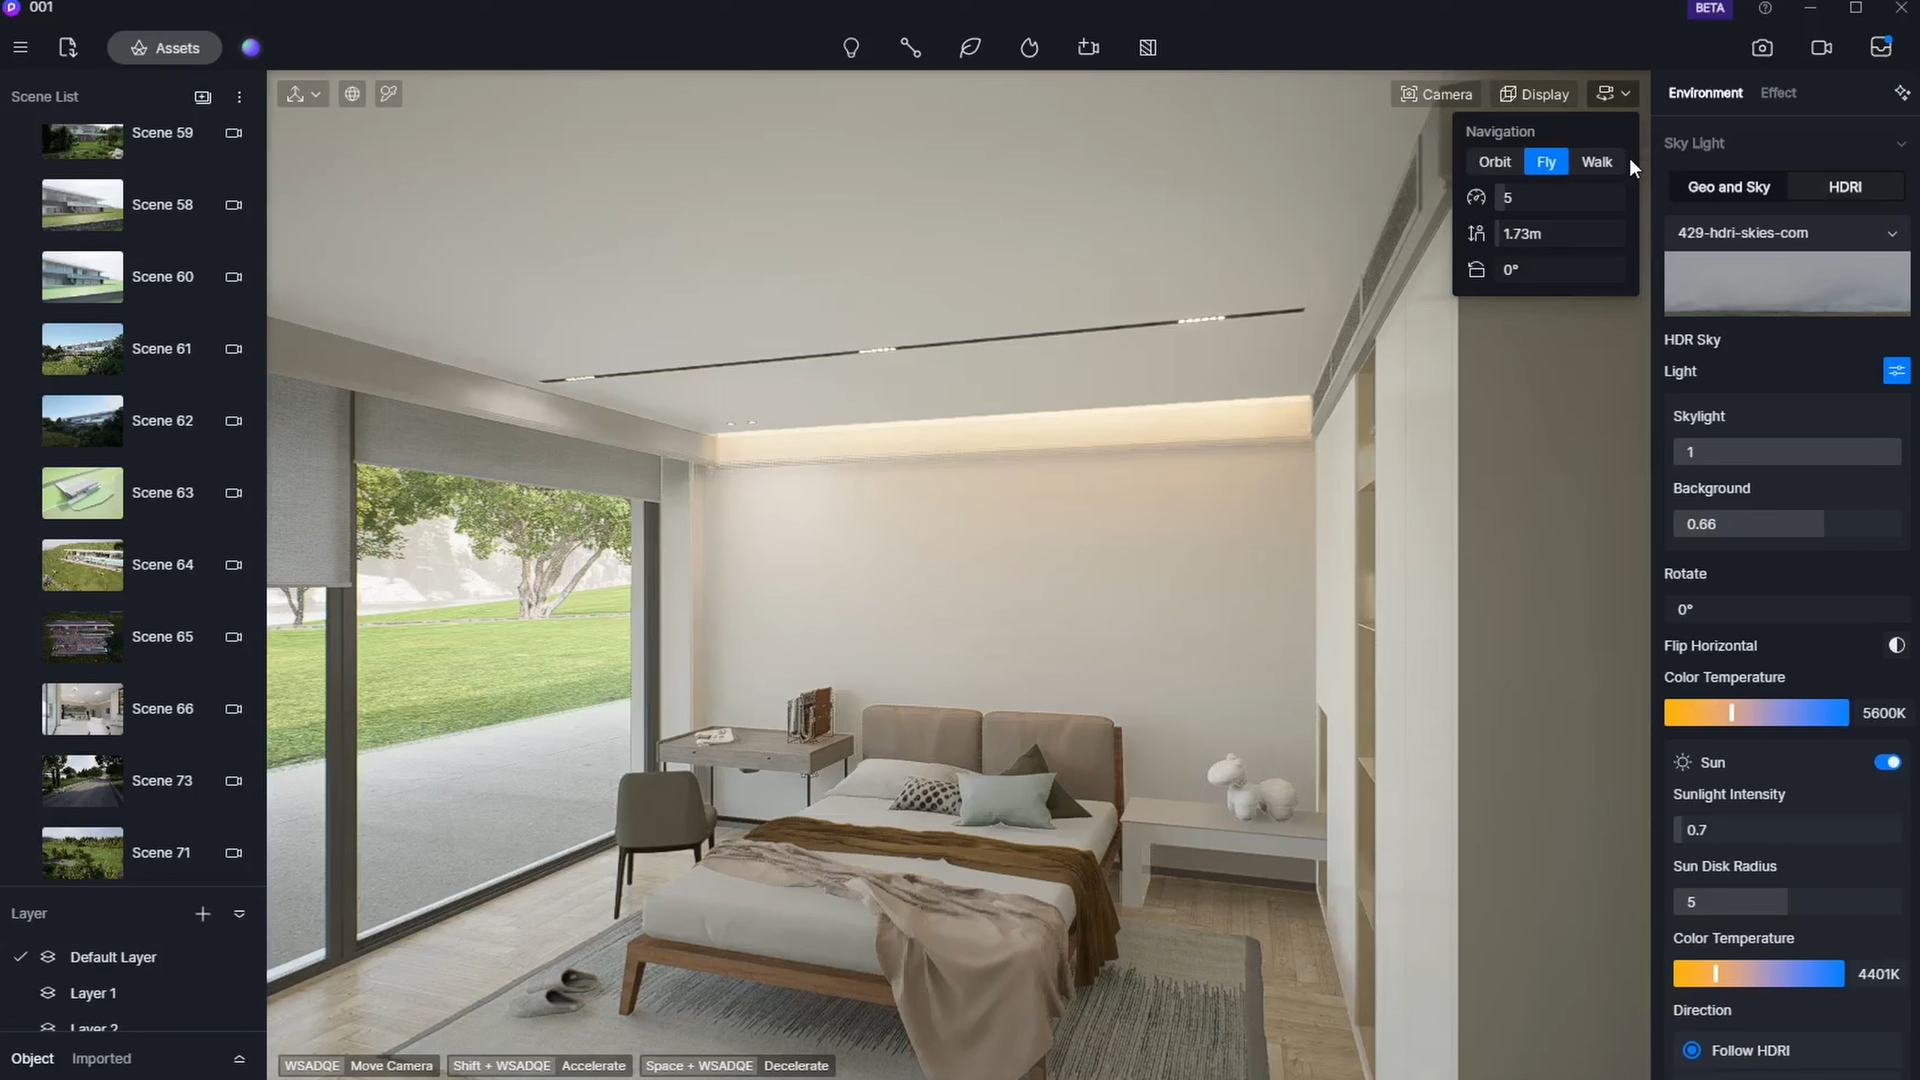 001
BETA
Assets
Scene List
Scene 59
Scene 58
Scene 60
Scene 61
Scene 62
Scene 63
Scene 64
Scene 65
Scene 66
Scene 73
Scene 71
Layer
Default Layer
Layer 1
Layer 2
Object Imported
Camera Display
Navigation
Orbit Fly Walk
5
1.73m
0°
WSADQE Move Camera Shift + WSADQE Accelerate Space + WSADQE Decelerate
Environment Effect
Sky Light
Geo and Sky HDRI
429-hdri-skies-com
HDR Sky
Light
Skylight
1
Background
0.66
Rotate
0°
Flip Horizontal
Color Temperature
5600K
Sun
Sunlight Intensity
0.7
Sun Disk Radius
5
Color Temperature
4401K
Direction
Follow HDRI